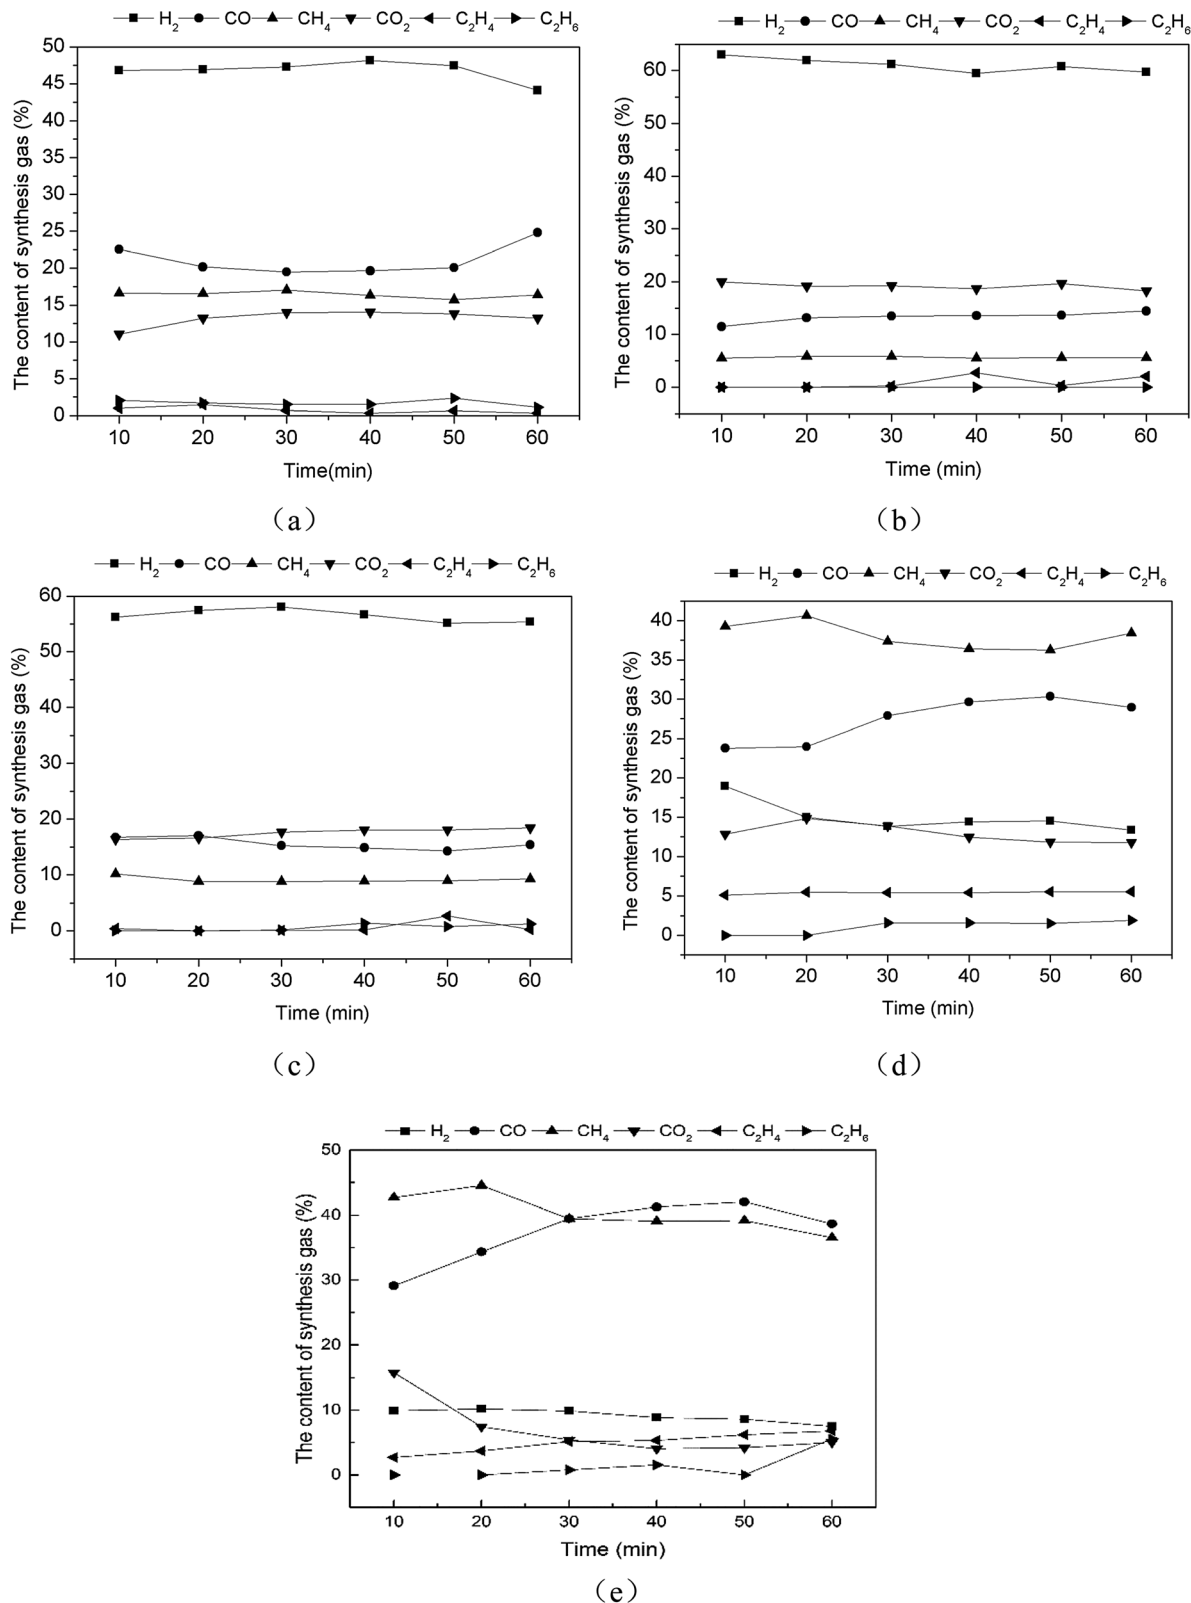 H2 CO CH4 CO2 C2H4 C2H6
50
45
40
35
30
25
20
15
10
5
0
The content of synthesis gas (%)
10 20 30 40 50 60
Time(min)
（a）
H2 CO CH4 CO2 C2H4 C2H6
60
50
40
30
20
10
0
The content of synthesis gas (%)
10 20 30 40 50 60
Time (min)
（b）
H2 CO CH4 CO2 C2H4 C2H6
60
50
40
30
20
10
0
The content of synthesis gas (%)
10 20 30 40 50 60
Time (min)
（c）
H2 CO CH4 CO2 C2H4 C2H6
40
35
30
25
20
15
10
5
0
The content of synthesis gas (%)
10 20 30 40 50 60
Time (min)
（d）
H2 CO CH4 CO2 C2H4 C2H6
50
40
30
20
10
0
The content of synthesis gas (%)
10 20 30 40 50 60
Time (min)
（e）